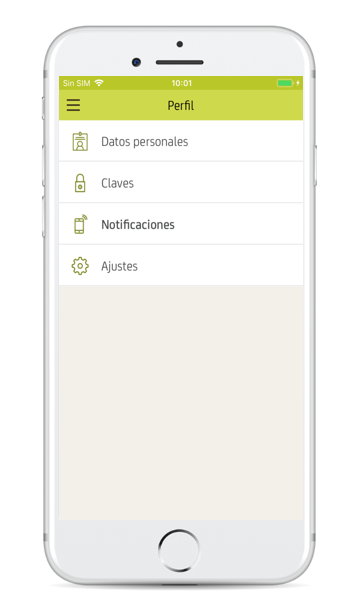 Sin SIM
10:01
Perfil
Datos personales
Claves
Notificaciones
Ajustes